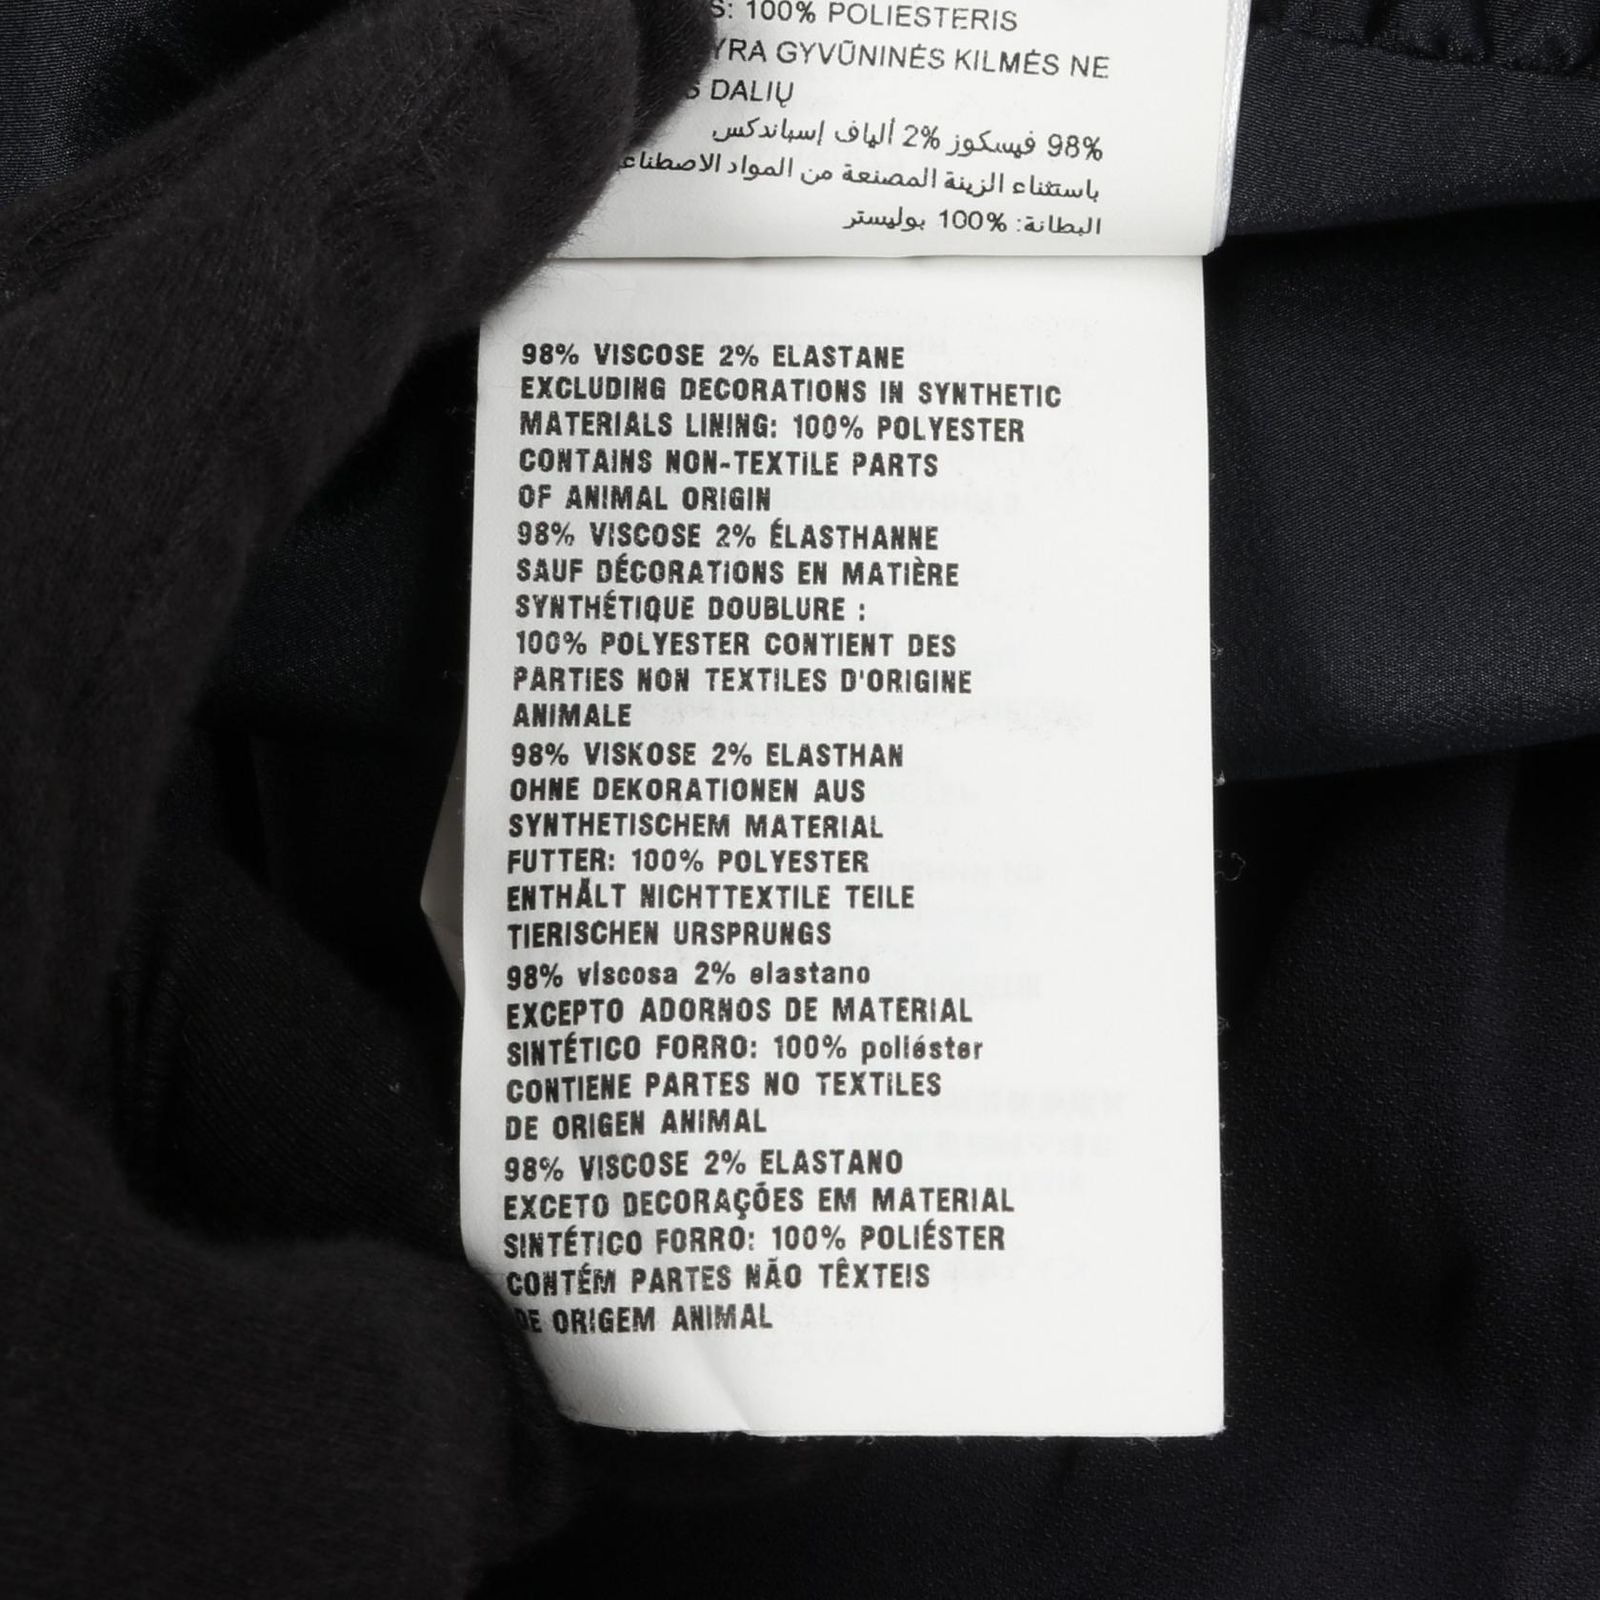 S: 100% POLIESTERIS
YRA GYVŪNINĖS KILMĖS NE
S DALIŲ
98% فيسكوز 2% ألياف إسباندكس
باستثناء الزينة المصنعة من المواد الاصطناع
البطانة: 100% بوليستر
98% VISCOSE 2% ELASTANE
EXCLUDING DECORATIONS IN SYNTHETIC
MATERIALS LINING: 100% POLYESTER
CONTAINS NON-TEXTILE PARTS
OF ANIMAL ORIGIN
98% VISCOSE 2% ÉLASTHANNE
SAUF DÉCORATIONS EN MATIÈRE
SYNTHÉTIQUE DOUBLURE :
100% POLYESTER CONTIENT DES
PARTIES NON TEXTILES D'ORIGINE
ANIMALE
98% VISKOSE 2% ELASTHAN
OHNE DEKORATIONEN AUS
SYNTHETISCHEM MATERIAL
FUTTER: 100% POLYESTER
ENTHÄLT NICHTTEXTILE TEILE
TIERISCHEN URSPRUNGS
98% viscosa 2% elastano
EXCEPTO ADORNOS DE MATERIAL
SINTÉTICO FORRO: 100% poliéster
CONTIENE PARTES NO TEXTILES
DE ORIGEN ANIMAL
98% VISCOSE 2% ELASTANO
EXCETO DECORAÇÕES EM MATERIAL
SINTÉTICO FORRO: 100% POLIÉSTER
CONTÉM PARTES NÃO TÊXTEIS
DE ORIGEM ANIMAL